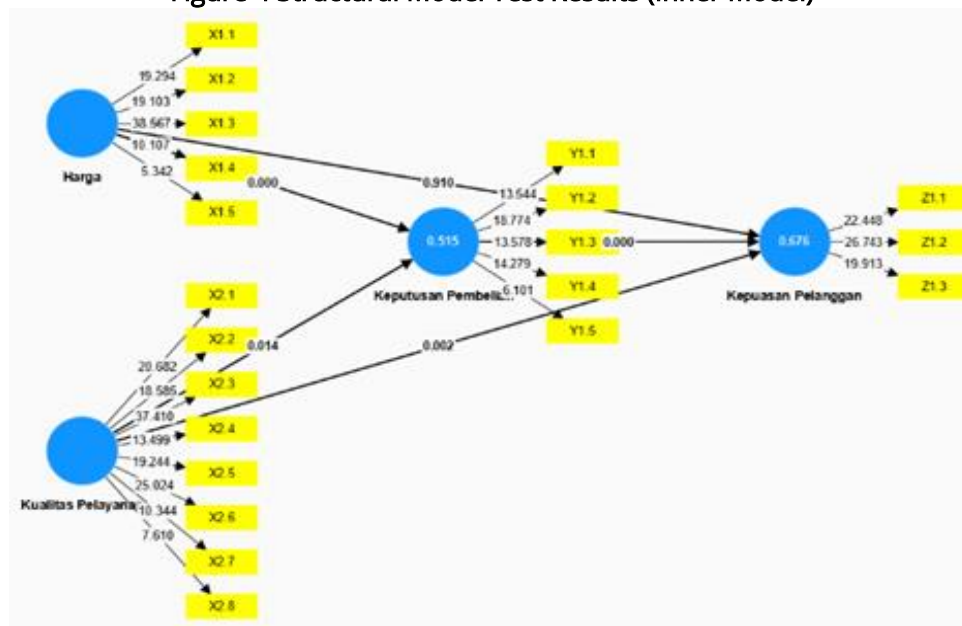 Figure 4 Structural Model Test Results (Inner Model)
X1.1
19.294
X1.2
19.103
X1.3
38.567
X1.4
10.107
X1.5
5.342
Harga
0.000
0.910
Y1.1
13.544
Y1.2
18.774
Y1.3
13.578
Y1.4
14.279
Y1.5
6.101
0.515
Keputusan Pembeli...
0.000
0.676
Kepuasan Pelanggan
Z1.1
22.448
Z1.2
26.743
Z1.3
19.913
0.014
0.002
X2.1
20.682
X2.2
18.585
X2.3
37.410
X2.4
13.499
X2.5
19.244
X2.6
25.024
X2.7
10.344
X2.8
7.610
Kualitas Pelayana